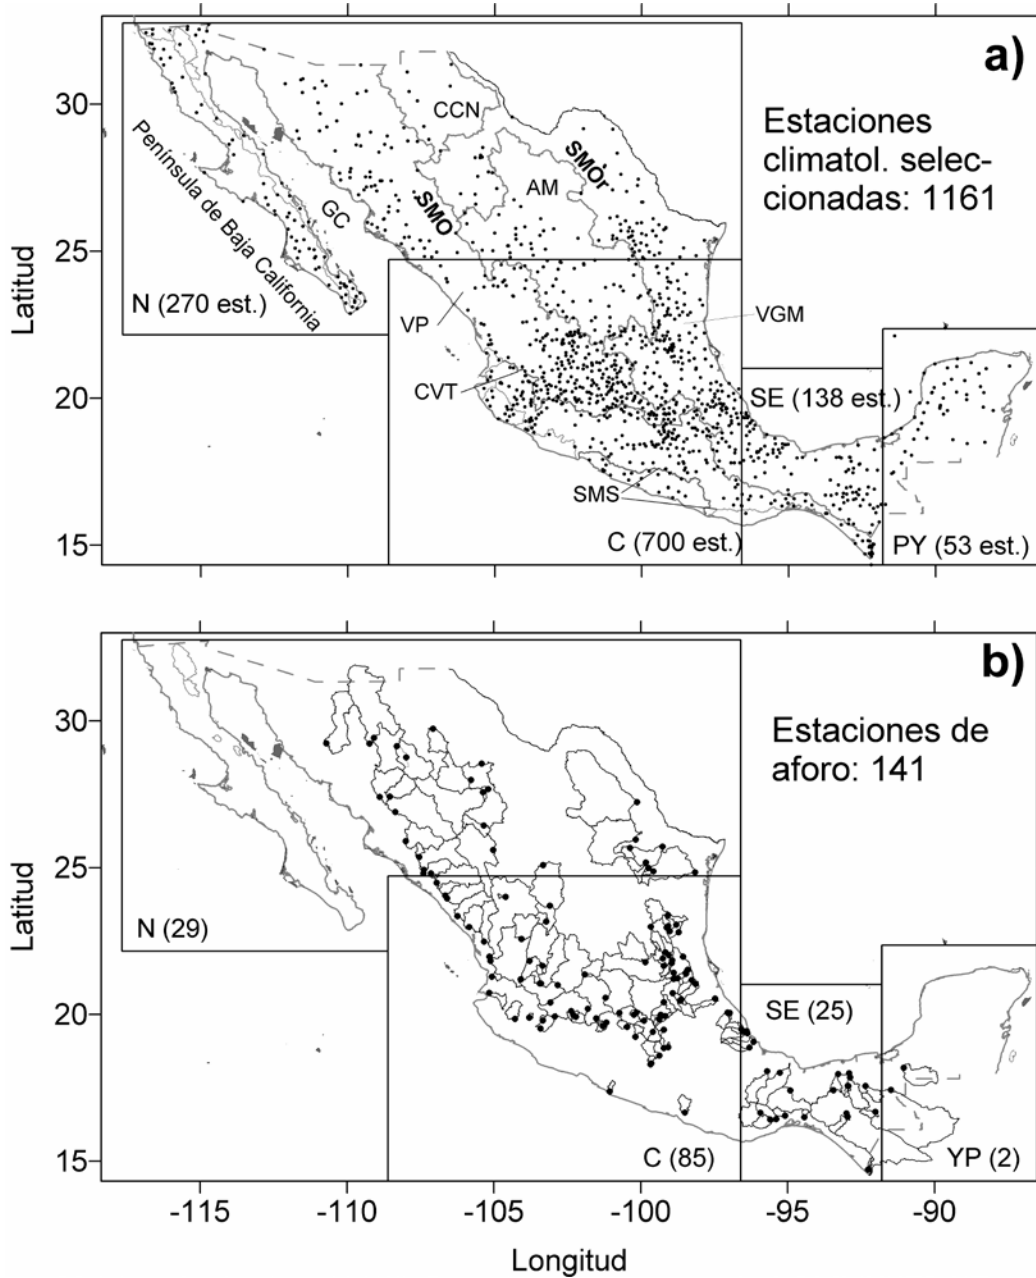 a)
Estaciones
climatol. selec-
cionadas: 1161
Latitud
30
25
20
15
CCN
SMOr
AM
SMO
GC
Península de Baja California
N (270 est.)
VP
VGM
CVT
SE (138 est.)
SMS
C (700 est.)
PY (53 est.)
b)
Estaciones de
aforo: 141
Latitud
30
25
20
15
N (29)
SE (25)
C (85)
YP (2)
-115 -110 -105 -100 -95 -90
Longitud